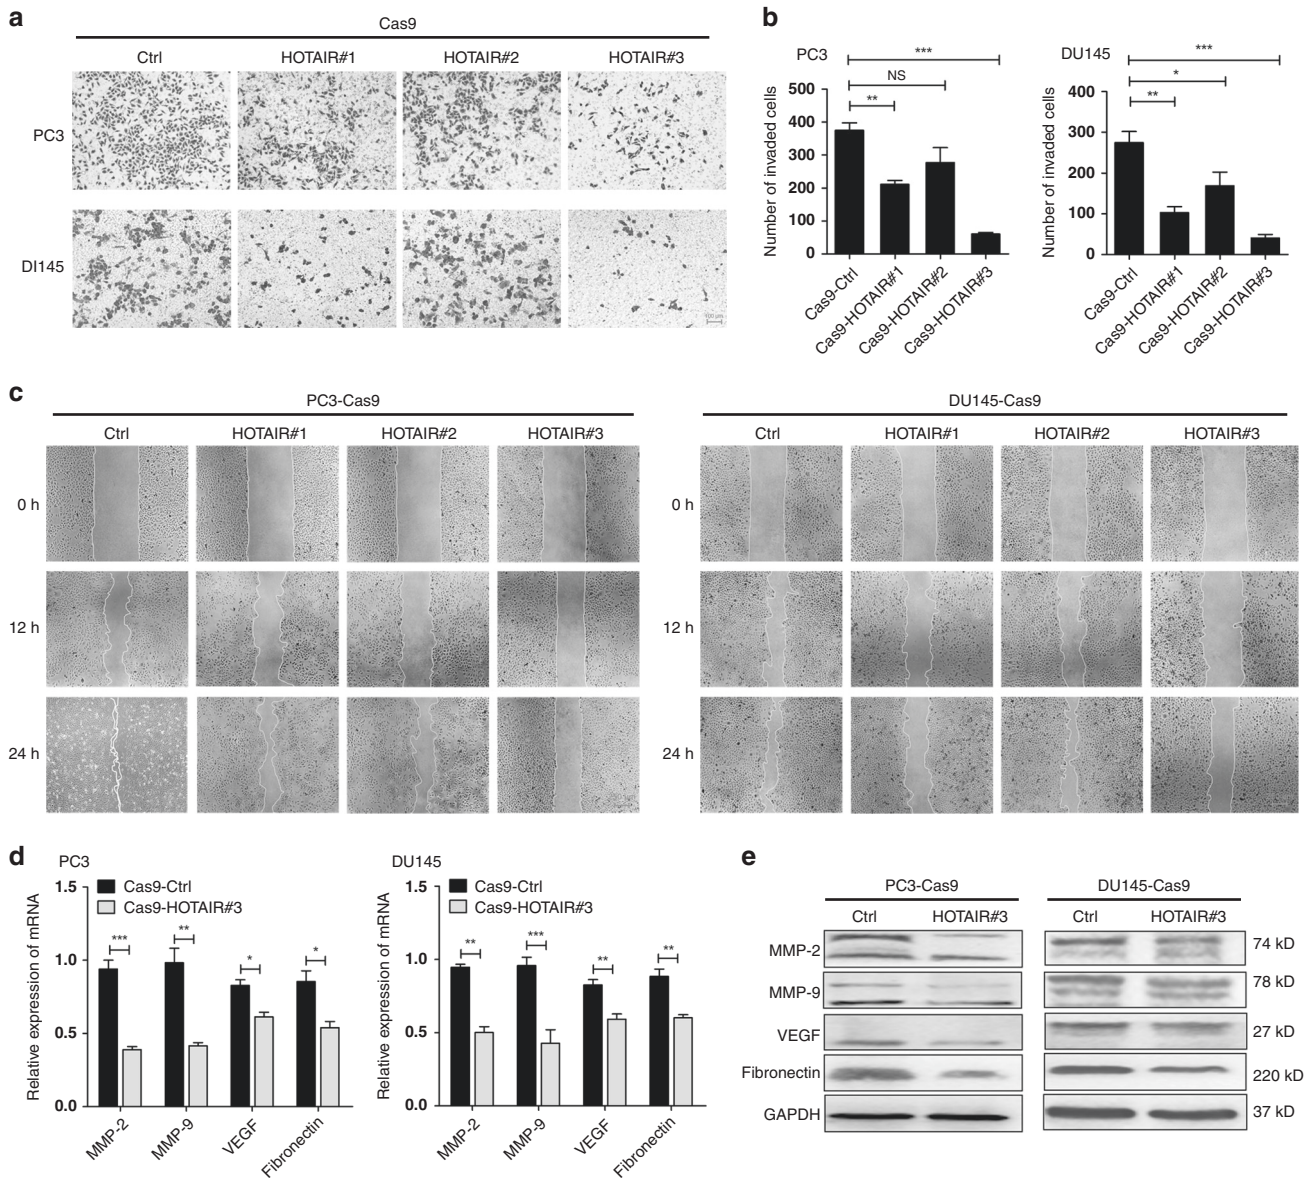 a
Cas9
Ctrl HOTAIR#1 HOTAIR#2 HOTAIR#3
PC3
DI145
100 µm
b
PC3
***
NS
**
Number of invaded cells
500
400
300
200
100
0
Cas9-Ctrl
Cas9-HOTAIR#1
Cas9-HOTAIR#2
Cas9-HOTAIR#3
DU145
***
*
**
Number of invaded cells
400
300
200
100
0
Cas9-Ctrl
Cas9-HOTAIR#1
Cas9-HOTAIR#2
Cas9-HOTAIR#3
c
PC3-Cas9
Ctrl HOTAIR#1 HOTAIR#2 HOTAIR#3
DU145-Cas9
Ctrl HOTAIR#1 HOTAIR#2 HOTAIR#3
0 h
12 h
24 h
d
PC3
Cas9-Ctrl
Cas9-HOTAIR#3
Relative expression of mRNA
1.5
1.0
0.5
0.0
*** ** * *
MMP-2
MMP-9
VEGF
Fibronectin
DU145
Cas9-Ctrl
Cas9-HOTAIR#3
Relative expression of mRNA
1.5
1.0
0.5
0.0
** *** ** **
MMP-2
MMP-9
VEGF
Fibronectin
e
PC3-Cas9 DU145-Cas9
Ctrl HOTAIR#3 Ctrl HOTAIR#3
MMP-2 74 kD
MMP-9 78 kD
VEGF 27 kD
Fibronectin 220 kD
GAPDH 37 kD